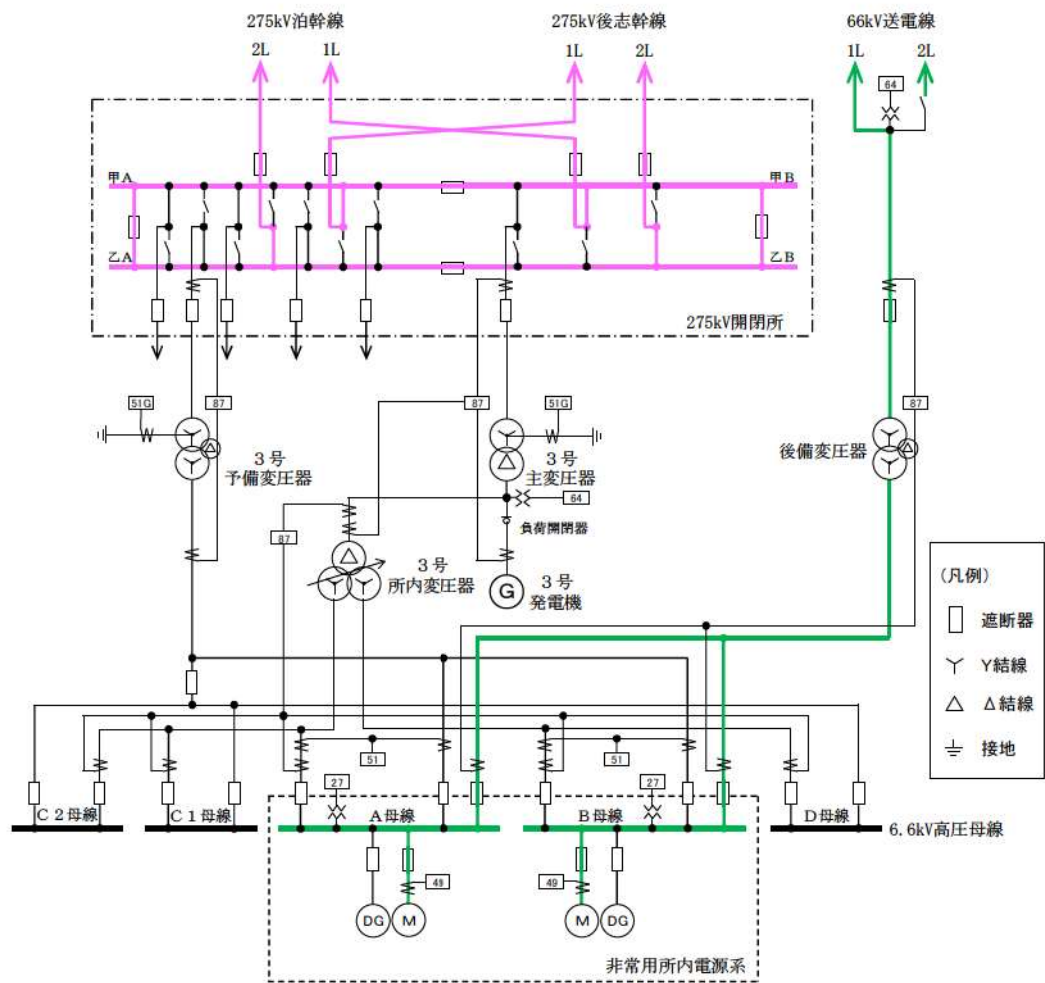 275kV泊幹線
275kV後志幹線
66kV送電線
2L
1L
1L
2L
1L
2L
64
甲A
甲B
乙A
乙B
275kV開閉所
51G
87
87
51G
87
3号
予備変圧器
3号
主変圧器
後備変圧器
64
87
負荷開閉器
3号
所内変圧器
G
3号
発電機
(凡例)
遮断器
Y結線
Δ結線
接地
51
51
27
27
C2母線
C1母線
A母線
B母線
D母線
6.6kV高圧母線
49
49
DG
M
M
DG
非常用所内電源系